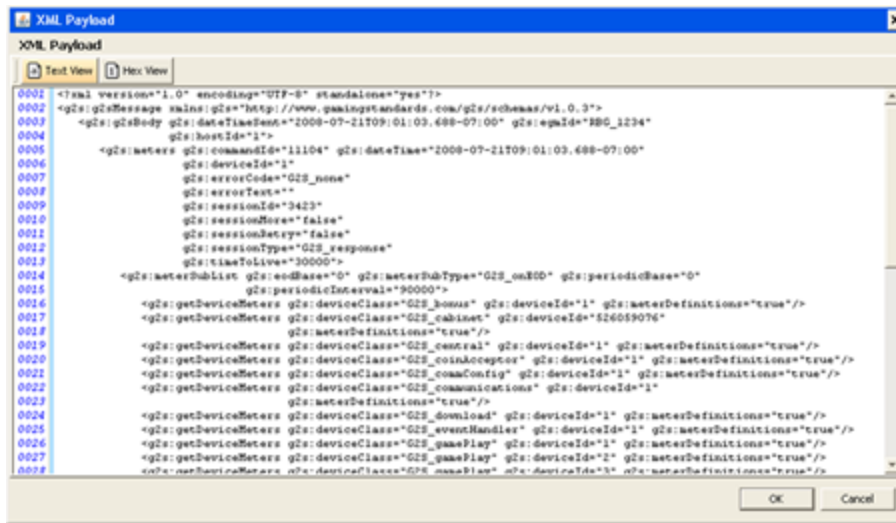 XML Payload
XML Payload
Text View Hex View
0001 <?xml version="1.0" encoding="UTF-8" standalone="yes"?>
0002 <g2s:g2sMessage xmlns:g2s="http://www.gamingstandards.com/g2s/schemas/v1.0.3">
0003 <g2s:g2sBody g2s:dateTimeSent="2008-07-21T09:01:03.688-07:00" g2s:egmId="RBG_1234"
0004 g2s:hostId="1">
0005 <g2s:meters g2s:commandId="11104" g2s:dateTime="2008-07-21T09:01:03.688-07:00"
0006 g2s:deviceId="1"
0007 g2s:errorCode="G2S_none"
0008 g2s:errorText=""
0009 g2s:sessionId="3423"
0010 g2s:sessionMore="false"
0011 g2s:sessionRetry="false"
0012 g2s:sessionType="G2S_response"
0013 g2s:timeToLive="30000">
0014 <g2s:meterSubList g2s:eodBase="0" g2s:meterSubType="G2S_onEOD" g2s:periodicBase="0"
0015 g2s:periodicInterval="90000">
0016 <g2s:getDeviceMeters g2s:deviceClass="G2S_bonus" g2s:deviceId="1" g2s:meterDefinitions="true"/>
0017 <g2s:getDeviceMeters g2s:deviceClass="G2S_cabinet" g2s:deviceId="526059076"
0018 g2s:meterDefinitions="true"/>
0019 <g2s:getDeviceMeters g2s:deviceClass="G2S_central" g2s:deviceId="1" g2s:meterDefinitions="true"/>
0020 <g2s:getDeviceMeters g2s:deviceClass="G2S_coinAcceptor" g2s:deviceId="1" g2s:meterDefinitions="true"/>
0021 <g2s:getDeviceMeters g2s:deviceClass="G2S_commConfig" g2s:deviceId="1" g2s:meterDefinitions="true"/>
0022 <g2s:getDeviceMeters g2s:deviceClass="G2S_communications" g2s:deviceId="1"
0023 g2s:meterDefinitions="true"/>
0024 <g2s:getDeviceMeters g2s:deviceClass="G2S_download" g2s:deviceId="1" g2s:meterDefinitions="true"/>
0025 <g2s:getDeviceMeters g2s:deviceClass="G2S_eventHandler" g2s:deviceId="1" g2s:meterDefinitions="true"/>
0026 <g2s:getDeviceMeters g2s:deviceClass="G2S_gamePlay" g2s:deviceId="1" g2s:meterDefinitions="true"/>
0027 <g2s:getDeviceMeters g2s:deviceClass="G2S_gamePlay" g2s:deviceId="2" g2s:meterDefinitions="true"/>
0028 <g2s:getDeviceMeters g2s:deviceClass="G2S_gamePlay" g2s:deviceId="3" g2s:meterDefinitions="true"/>
OK Cancel